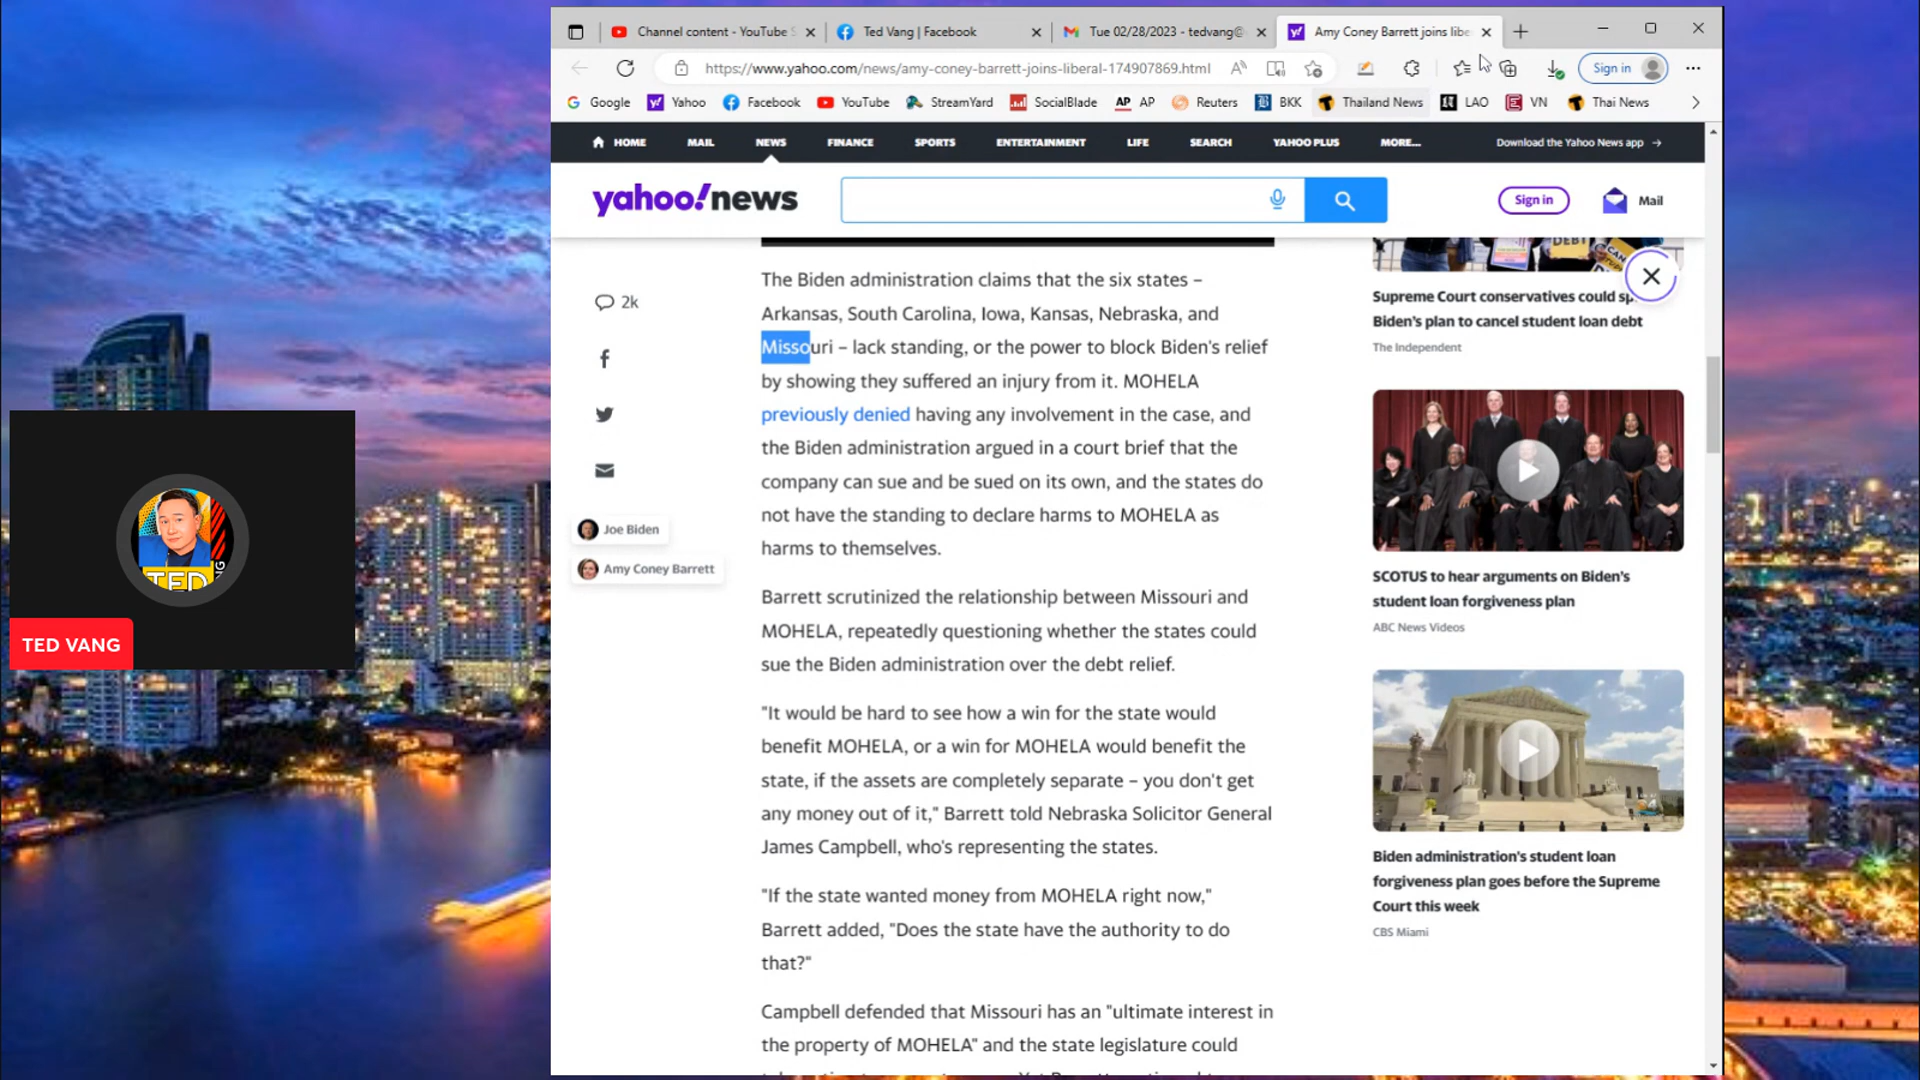 Channel content - YouTube S
Ted Vang | Facebook
Tue 02/28/2023 - tedvang@
Amy Coney Barrett joins libe
https://www.yahoo.com/news/amy-coney-barrett-joins-liberal-174907869.html
Sign in
Google
Yahoo
Facebook
YouTube
StreamYard
SocialBlade
AP AP
Reuters
BKK
Thailand News
LAO
VN
Thai News
HOME
MAIL
NEWS
FINANCE
SPORTS
ENTERTAINMENT
LIFE
SEARCH
YAHOO PLUS
MORE...
Download the Yahoo News app →
yahoo!news
Sign in
Mail
2k
Joe Biden
Amy Coney Barrett
The Biden administration claims that the six states –
Arkansas, South Carolina, Iowa, Kansas, Nebraska, and
Missouri – lack standing, or the power to block Biden's relief
by showing they suffered an injury from it. MOHELA
previously denied having any involvement in the case, and
the Biden administration argued in a court brief that the
company can sue and be sued on its own, and the states do
not have the standing to declare harms to MOHELA as
harms to themselves.
Barrett scrutinized the relationship between Missouri and
MOHELA, repeatedly questioning whether the states could
sue the Biden administration over the debt relief.
"It would be hard to see how a win for the state would
benefit MOHELA, or a win for MOHELA would benefit the
state, if the assets are completely separate – you don't get
any money out of it," Barrett told Nebraska Solicitor General
James Campbell, who's representing the states.
"If the state wanted money from MOHELA right now,"
Barrett added, "Does the state have the authority to do
that?"
Campbell defended that Missouri has an "ultimate interest in
the property of MOHELA" and the state legislature could
DEBT
Supreme Court conservatives could sp
Biden's plan to cancel student loan debt
The Independent
SCOTUS to hear arguments on Biden's
student loan forgiveness plan
ABC News Videos
Biden administration's student loan
forgiveness plan goes before the Supreme
Court this week
CBS Miami
TED
TED VANG